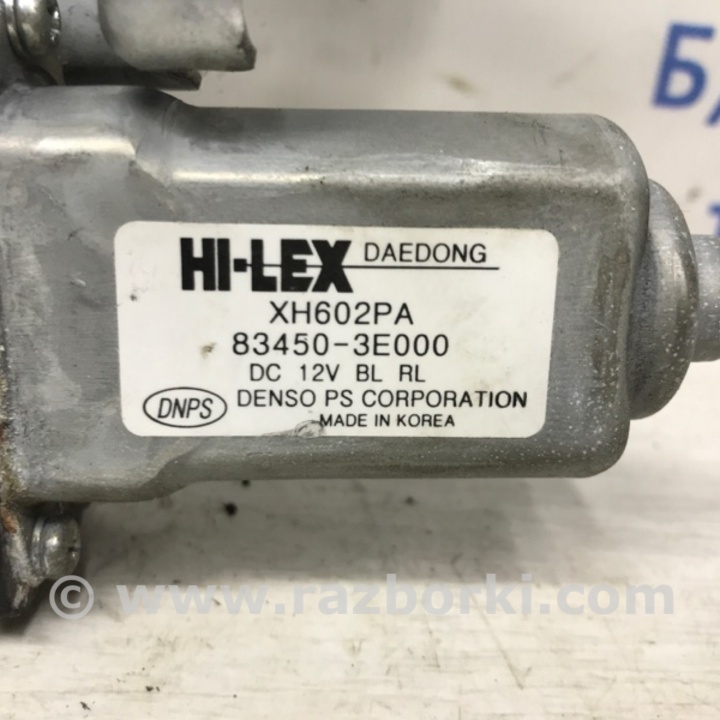 HI-LEX DAEDONG
XH602PA
83450-3E000
DC 12V BL RL
DNPS DENSO PS CORPORATION
MADE IN KOREA
© www.razborki.com